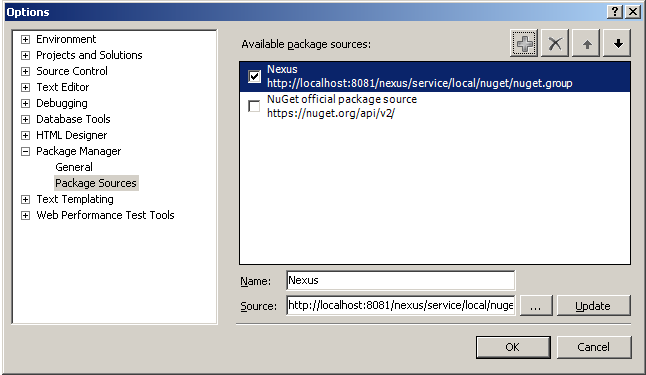 Options
Environment
Projects and Solutions
Source Control
Text Editor
Debugging
Database Tools
HTML Designer
Package Manager
General
Package Sources
Text Templating
Web Performance Test Tools
Available package sources:
Nexus
http://localhost:8081/nexus/service/local/nuget/nuget.group
NuGet official package source
https://nuget.org/api/v2/
Name: Nexus
Source: http://localhost:8081/nexus/service/local/nuge ... Update
OK Cancel